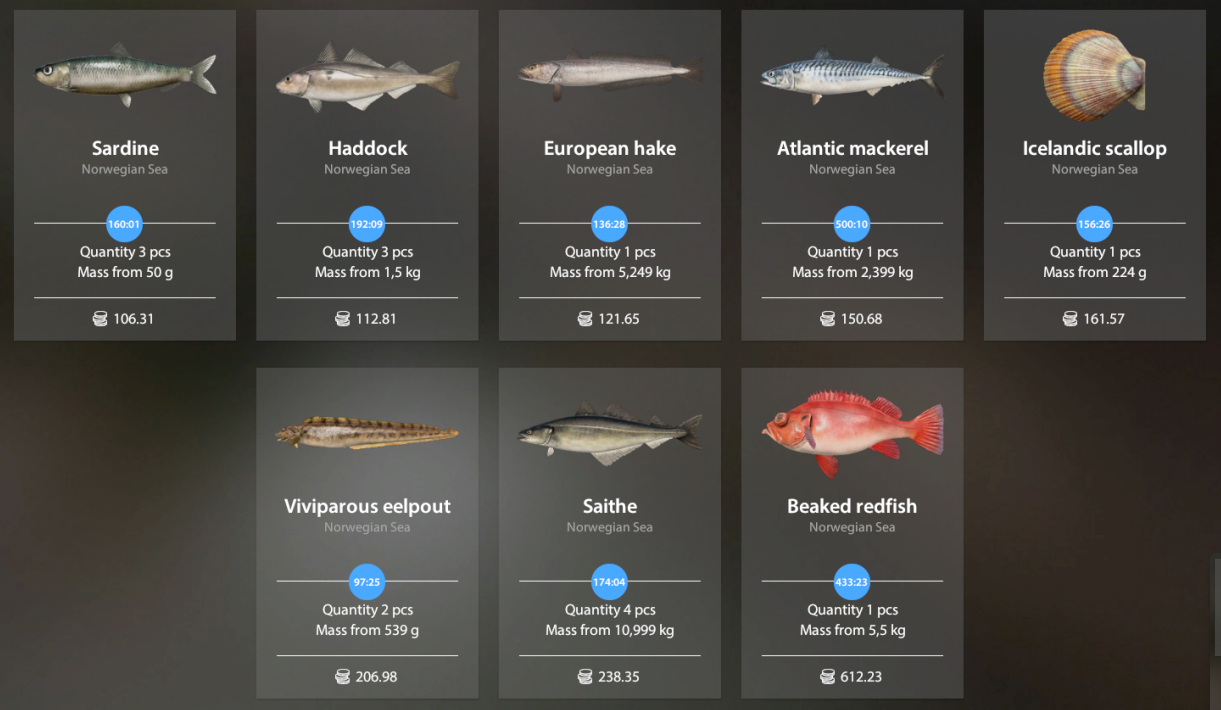 Sardine
Norwegian Sea
160:01
Quantity 3 pcs
Mass from 50 g
106.31
Haddock
Norwegian Sea
192:09
Quantity 3 pcs
Mass from 1,5 kg
112.81
European hake
Norwegian Sea
136:28
Quantity 1 pcs
Mass from 5,249 kg
121.65
Atlantic mackerel
Norwegian Sea
500:10
Quantity 1 pcs
Mass from 2,399 kg
150.68
Icelandic scallop
Norwegian Sea
156:26
Quantity 1 pcs
Mass from 224 g
161.57
Viviparous eelpout
Norwegian Sea
97:25
Quantity 2 pcs
Mass from 539 g
206.98
Saithe
Norwegian Sea
174:04
Quantity 4 pcs
Mass from 10,999 kg
238.35
Beaked redfish
Norwegian Sea
433:23
Quantity 1 pcs
Mass from 5,5 kg
612.23